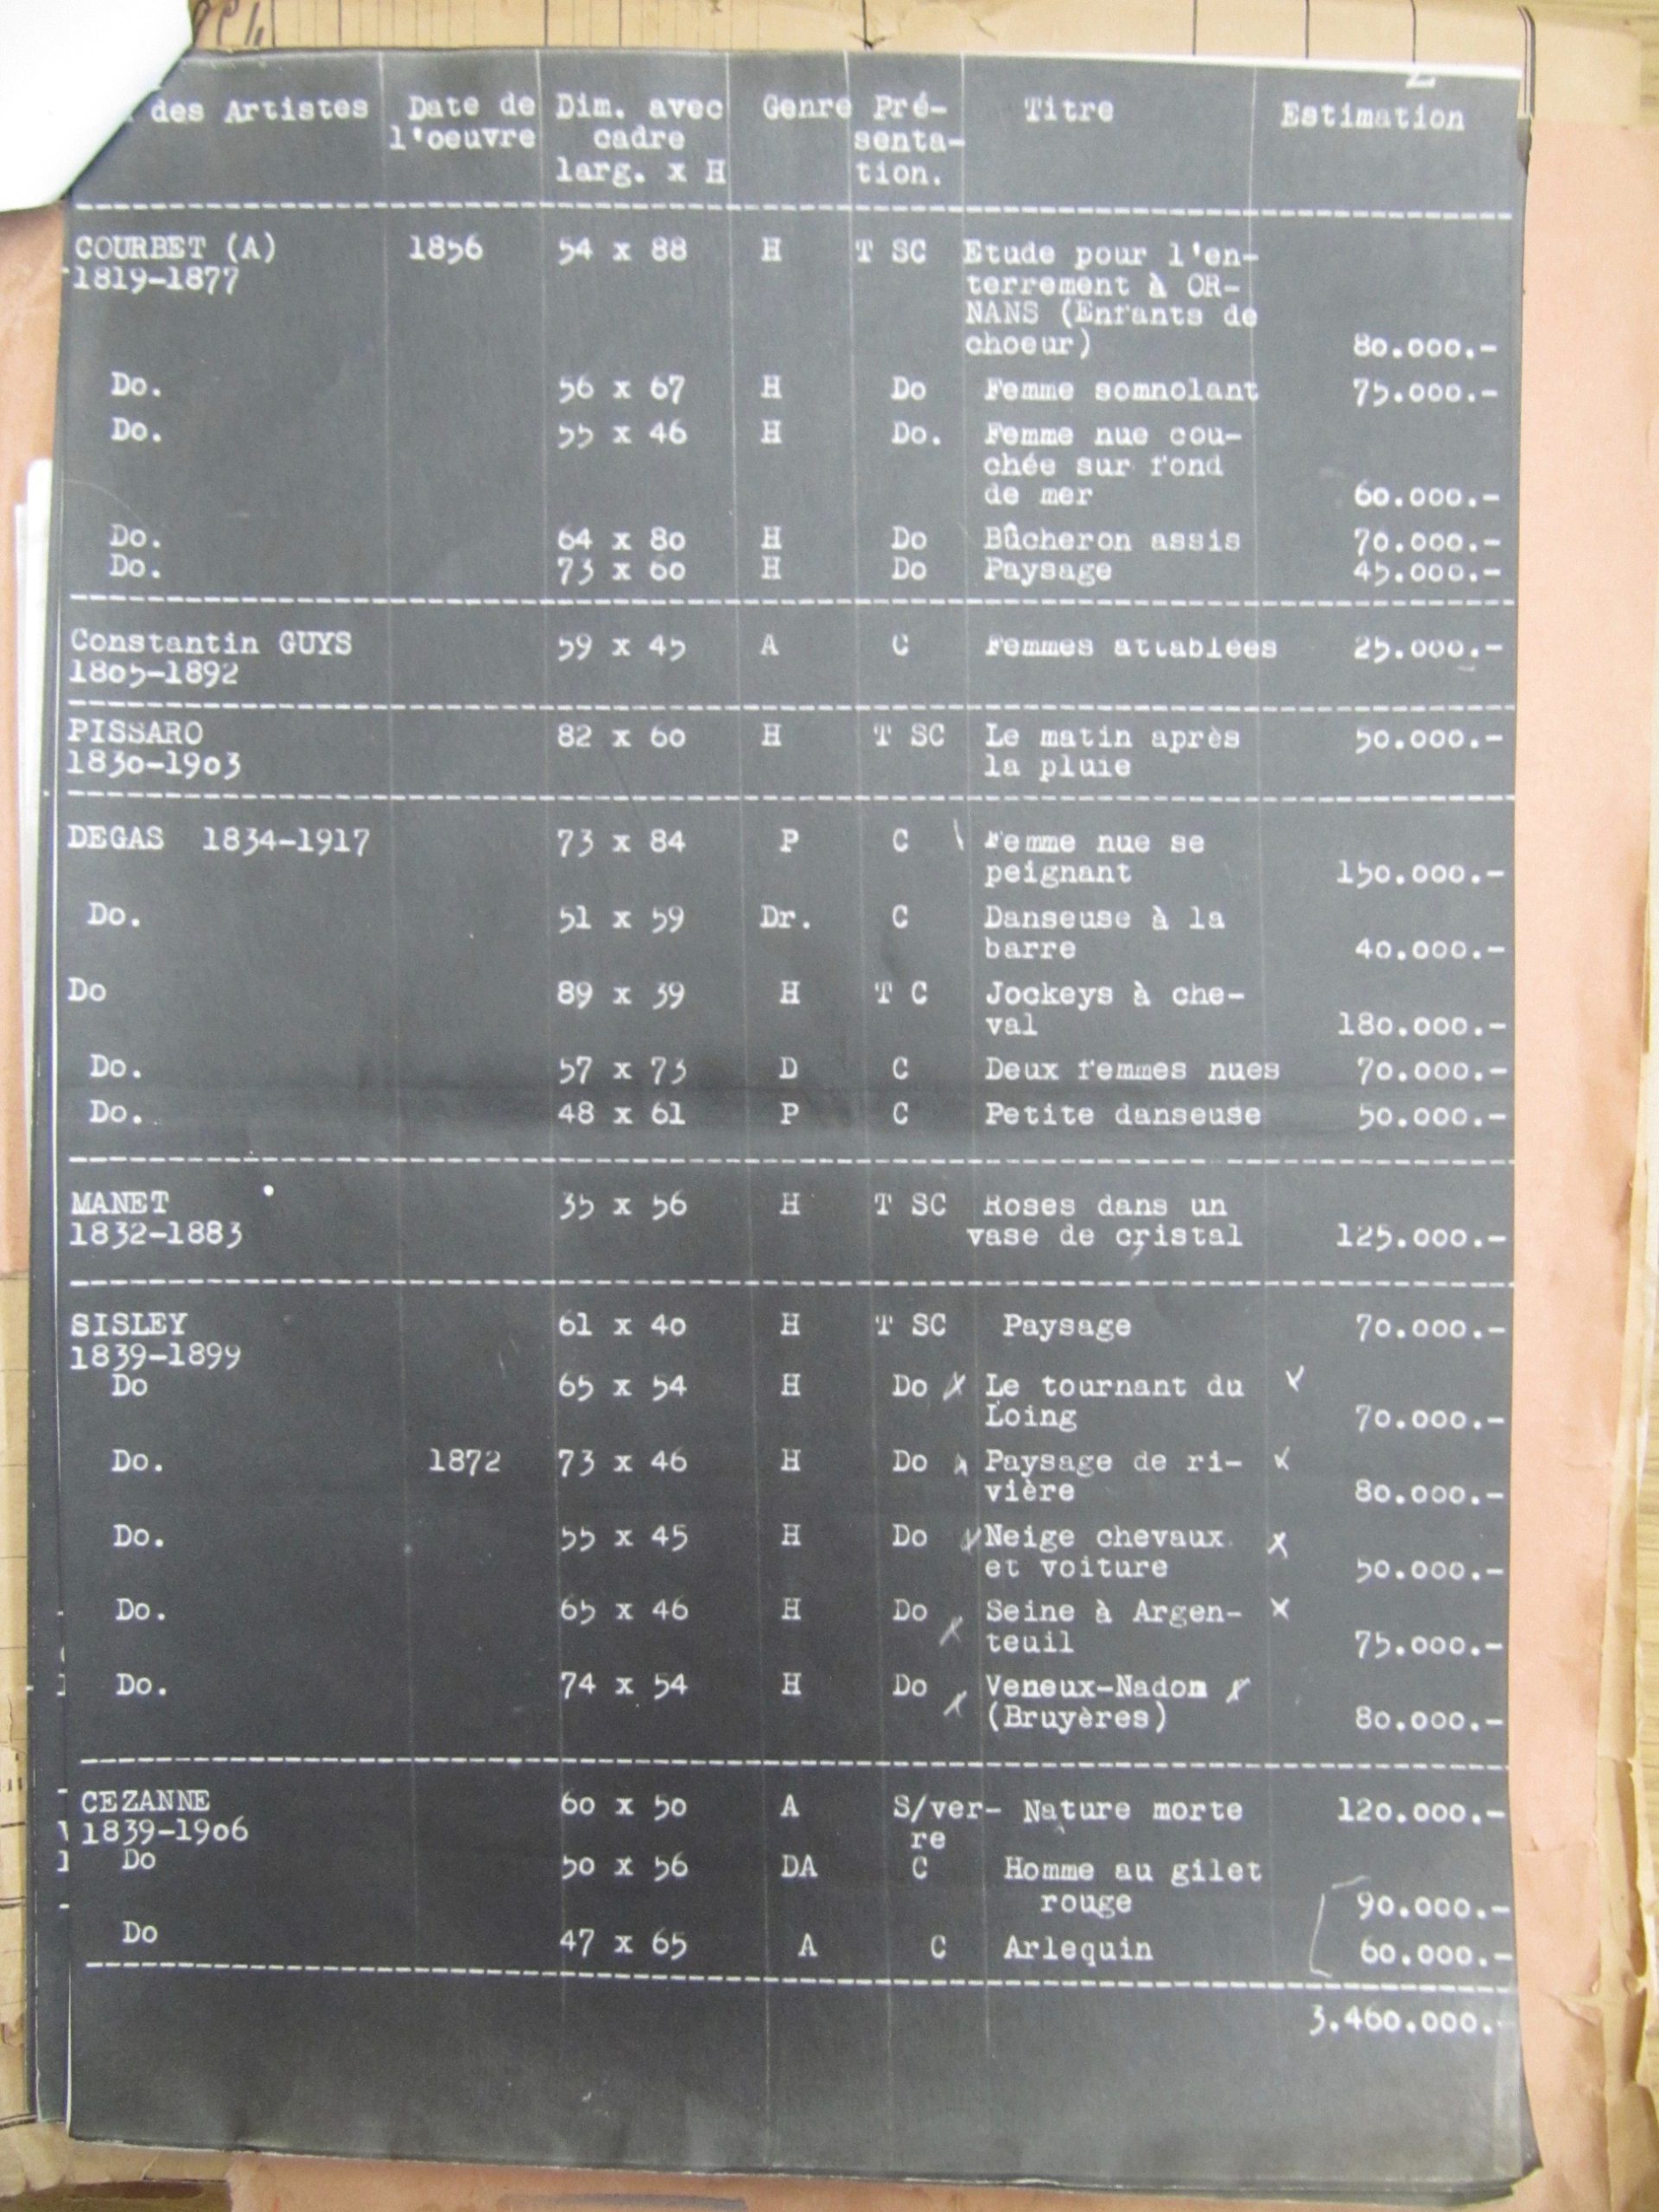 des Artistes Date de Dim. avec Genre Pré- Titre Estimation
l'oeuvre cadre senta-
larg. x H tion.
COURBET (A) 1856 54 x 88 H T SC Etude pour l'en-
1819-1877 terrement à OR-
NANS (Enfants de
choeur) 80.000.-
Do. 56 x 67 H Do Femme somnolant 75.000.-
Do. 55 x 46 H Do. Femme nue cou-
chée sur fond
de mer 60.000.-
Do. 64 x 80 H Do Bûcheron assis 70.000.-
Do. 73 x 60 H Do Paysage 45.000.-
Constantin GUYS 59 x 45 A C Femmes attablées 25.000.-
1805-1892
PISSARO 82 x 60 H T SC Le matin après 50.000.-
1830-1903 la pluie
DEGAS 1834-1917 73 x 84 P C Femme nue se
peignant 150.000.-
Do. 51 x 59 Dr. C Danseuse à la
barre 40.000.-
Do 89 x 39 H T C Jockeys à che-
val 180.000.-
Do. 57 x 73 D C Deux femmes nues 70.000.-
Do. 48 x 61 P C Petite danseuse 50.000.-
MANET 35 x 56 H T SC Roses dans un
1832-1883 vase de cristal 125.000.-
SISLEY 61 x 40 H T SC Paysage 70.000.-
1839-1899
Do 65 x 54 H Do x Le tournant du x
Loing 70.000.-
Do. 1872 73 x 46 H Do x Paysage de ri- x
vière 80.000.-
Do. 55 x 45 H Do x Neige chevaux x
et voiture 50.000.-
Do. 65 x 46 H Do x Seine à Argen- x
teuil 75.000.-
Do. 74 x 54 H Do x Veneux-Nadon x
(Bruyères) 80.000.-
CEZANNE 60 x 50 A S/ver- Nature morte 120.000.-
1839-1906 re
Do 50 x 56 DA C Homme au gilet
rouge 90.000.-
Do 47 x 65 A C Arlequin 60.000.-
3.460.000.-